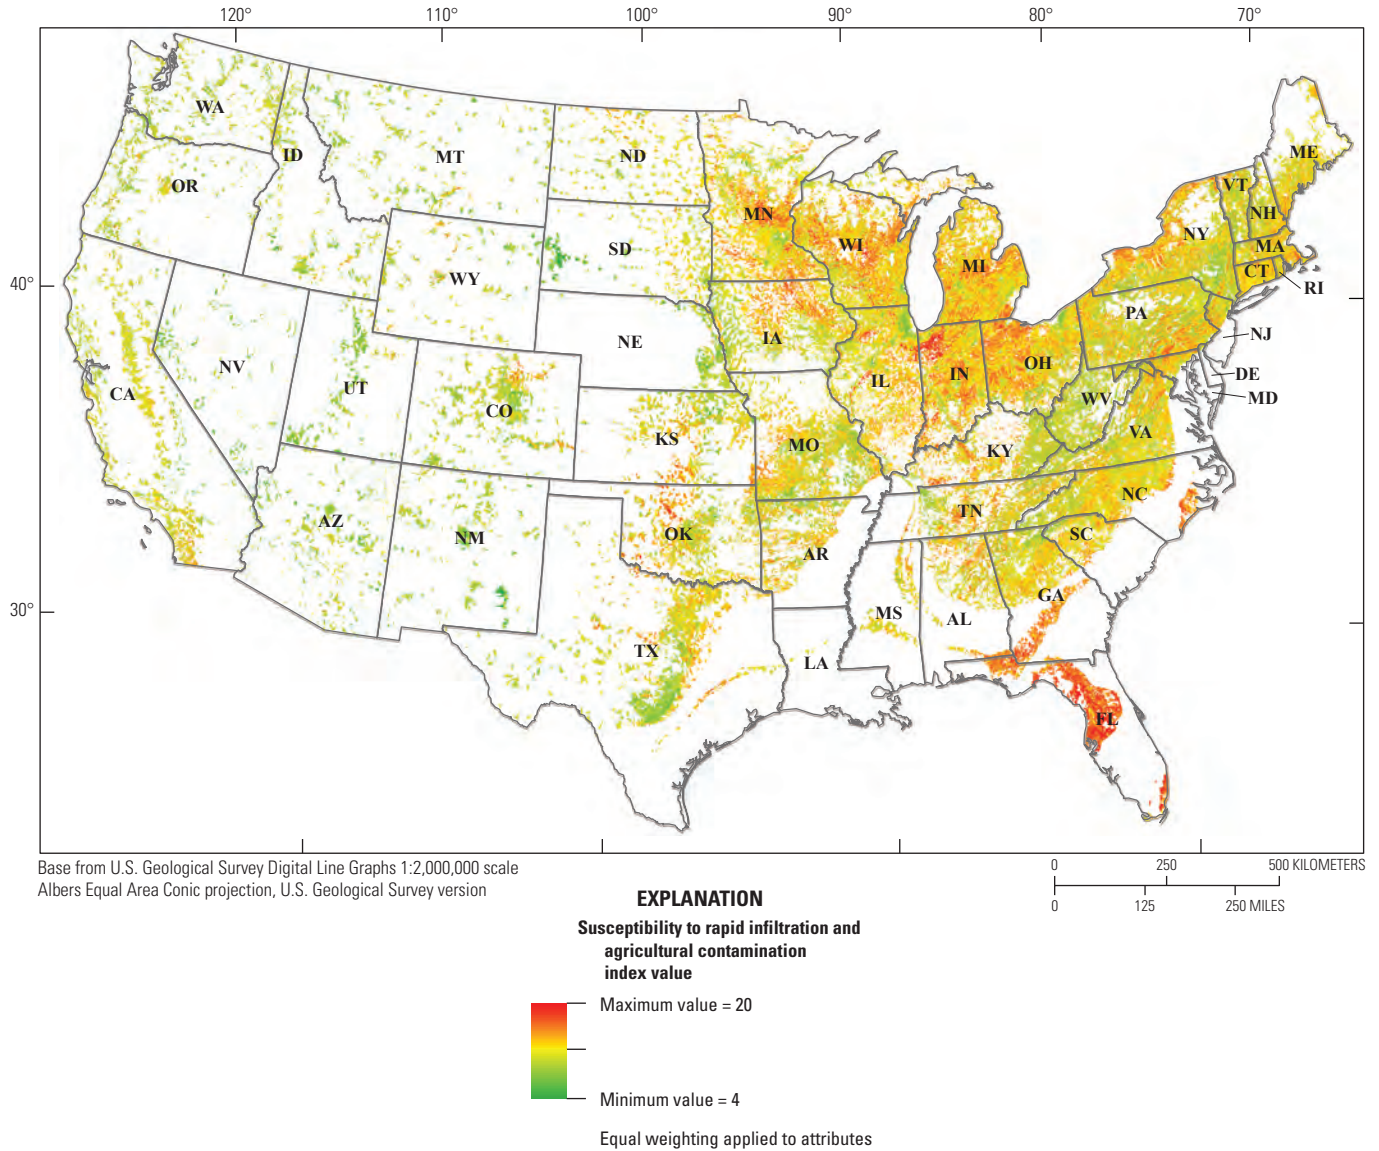 120° 110° 100° 90° 80° 70°
WA
MT
ND
ME
ID
OR
VT
MN
NH
NY
WI
MA
SD
MI
CT
WY
40°
RI
PA
NJ
IA
NE
OH
NV
DE
IN
IL
UT
CA
WV
MD
CO
VA
KS
MO
KY
NC
TN
AZ
OK
SC
NM
AR
GA
30°
MS
AL
TX
LA
FL
Base from U.S. Geological Survey Digital Line Graphs 1:2,000,000 scale
Albers Equal Area Conic projection, U.S. Geological Survey version
0 250 500 KILOMETERS
0 125 250 MILES
EXPLANATION
Susceptibility to rapid infiltration and
agricultural contamination
index value
Maximum value = 20
Minimum value = 4
Equal weighting applied to attributes